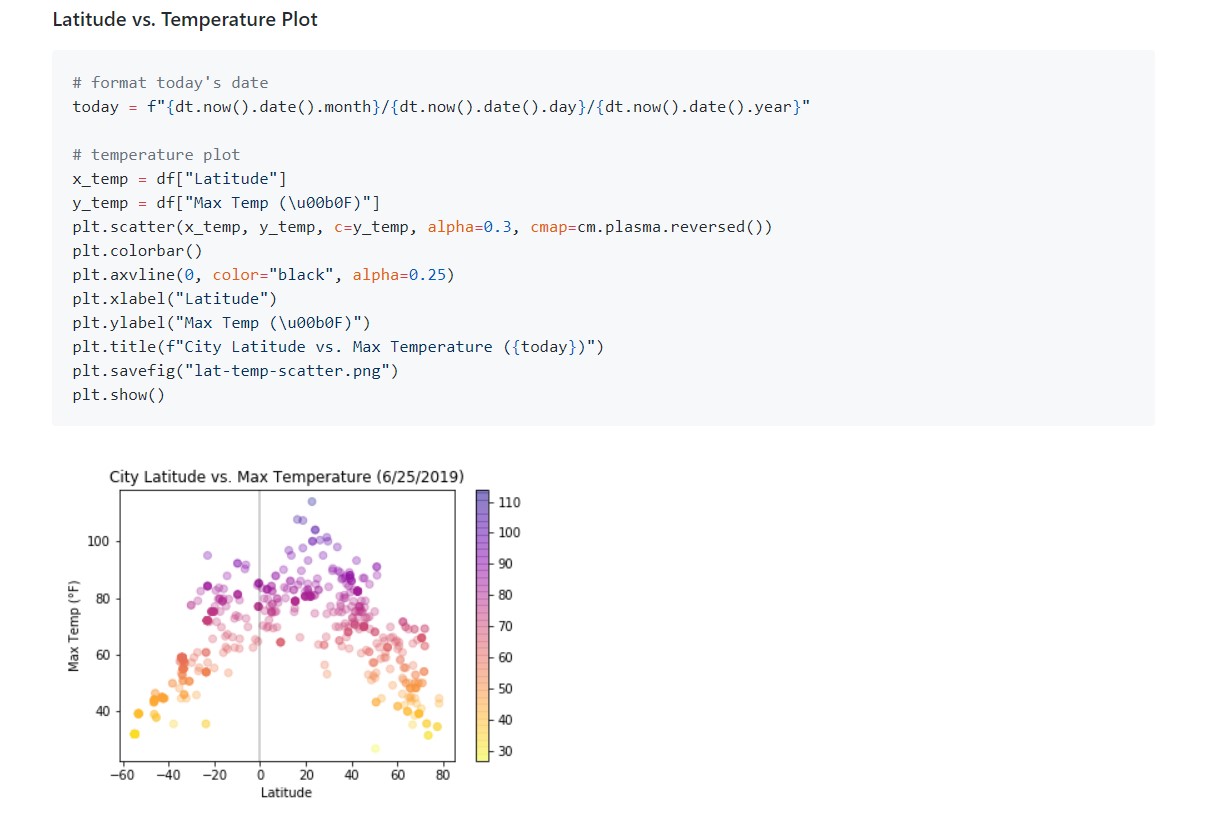 Latitude vs. Temperature Plot
# format today's date
today = f"{dt.now().date().month}/{dt.now().date().day}/{dt.now().date().year}"
# temperature plot
x_temp = df["Latitude"]
y_temp = df["Max Temp (\u00b0F)"]
plt.scatter(x_temp, y_temp, c=y_temp, alpha=0.3, cmap=cm.plasma.reversed())
plt.colorbar()
plt.axvline(0, color="black", alpha=0.25)
plt.xlabel("Latitude")
plt.ylabel("Max Temp (\u00b0F)")
plt.title(f"City Latitude vs. Max Temperature ({today})")
plt.savefig("lat-temp-scatter.png")
plt.show()
City Latitude vs. Max Temperature (6/25/2019)
Max Temp (°F)
100
80
60
40
−60 −40 −20 0 20 40 60 80
Latitude
110
100
90
80
70
60
50
40
30